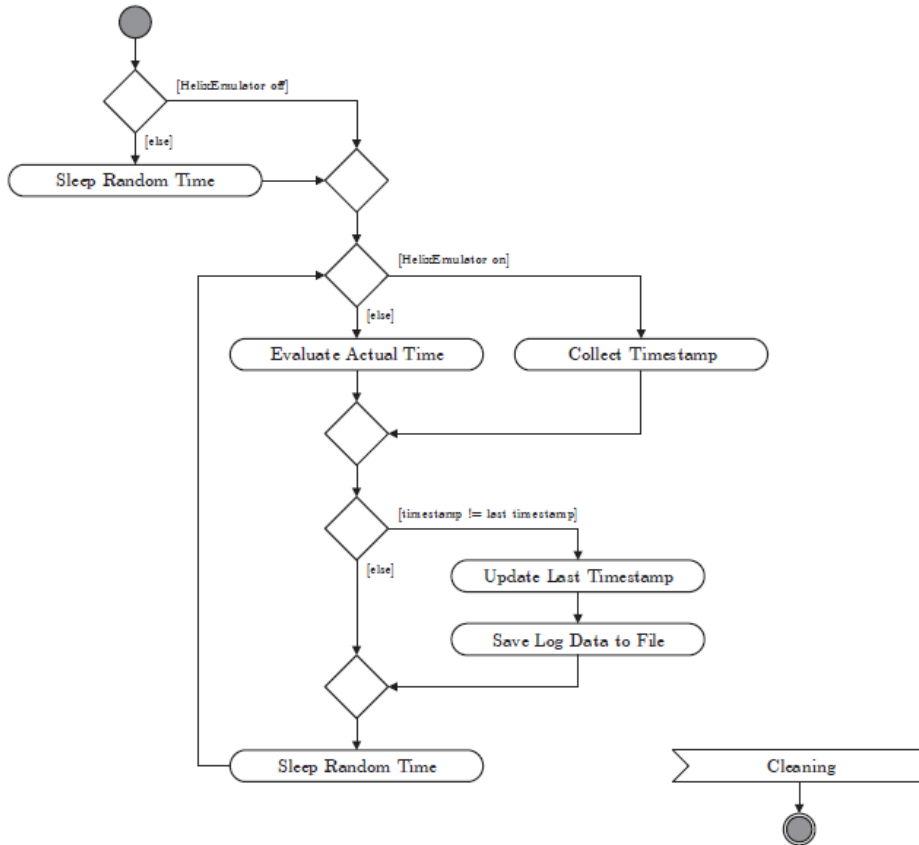 [HelixEmulator off]
[else]
Sleep Random Time
[HelixEmulator on]
[else]
Evaluate Actual Time
Collect Timestamp
[timestamp != last timestamp]
[else]
Update Last Timestamp
Save Log Data to File
Sleep Random Time
Cleaning